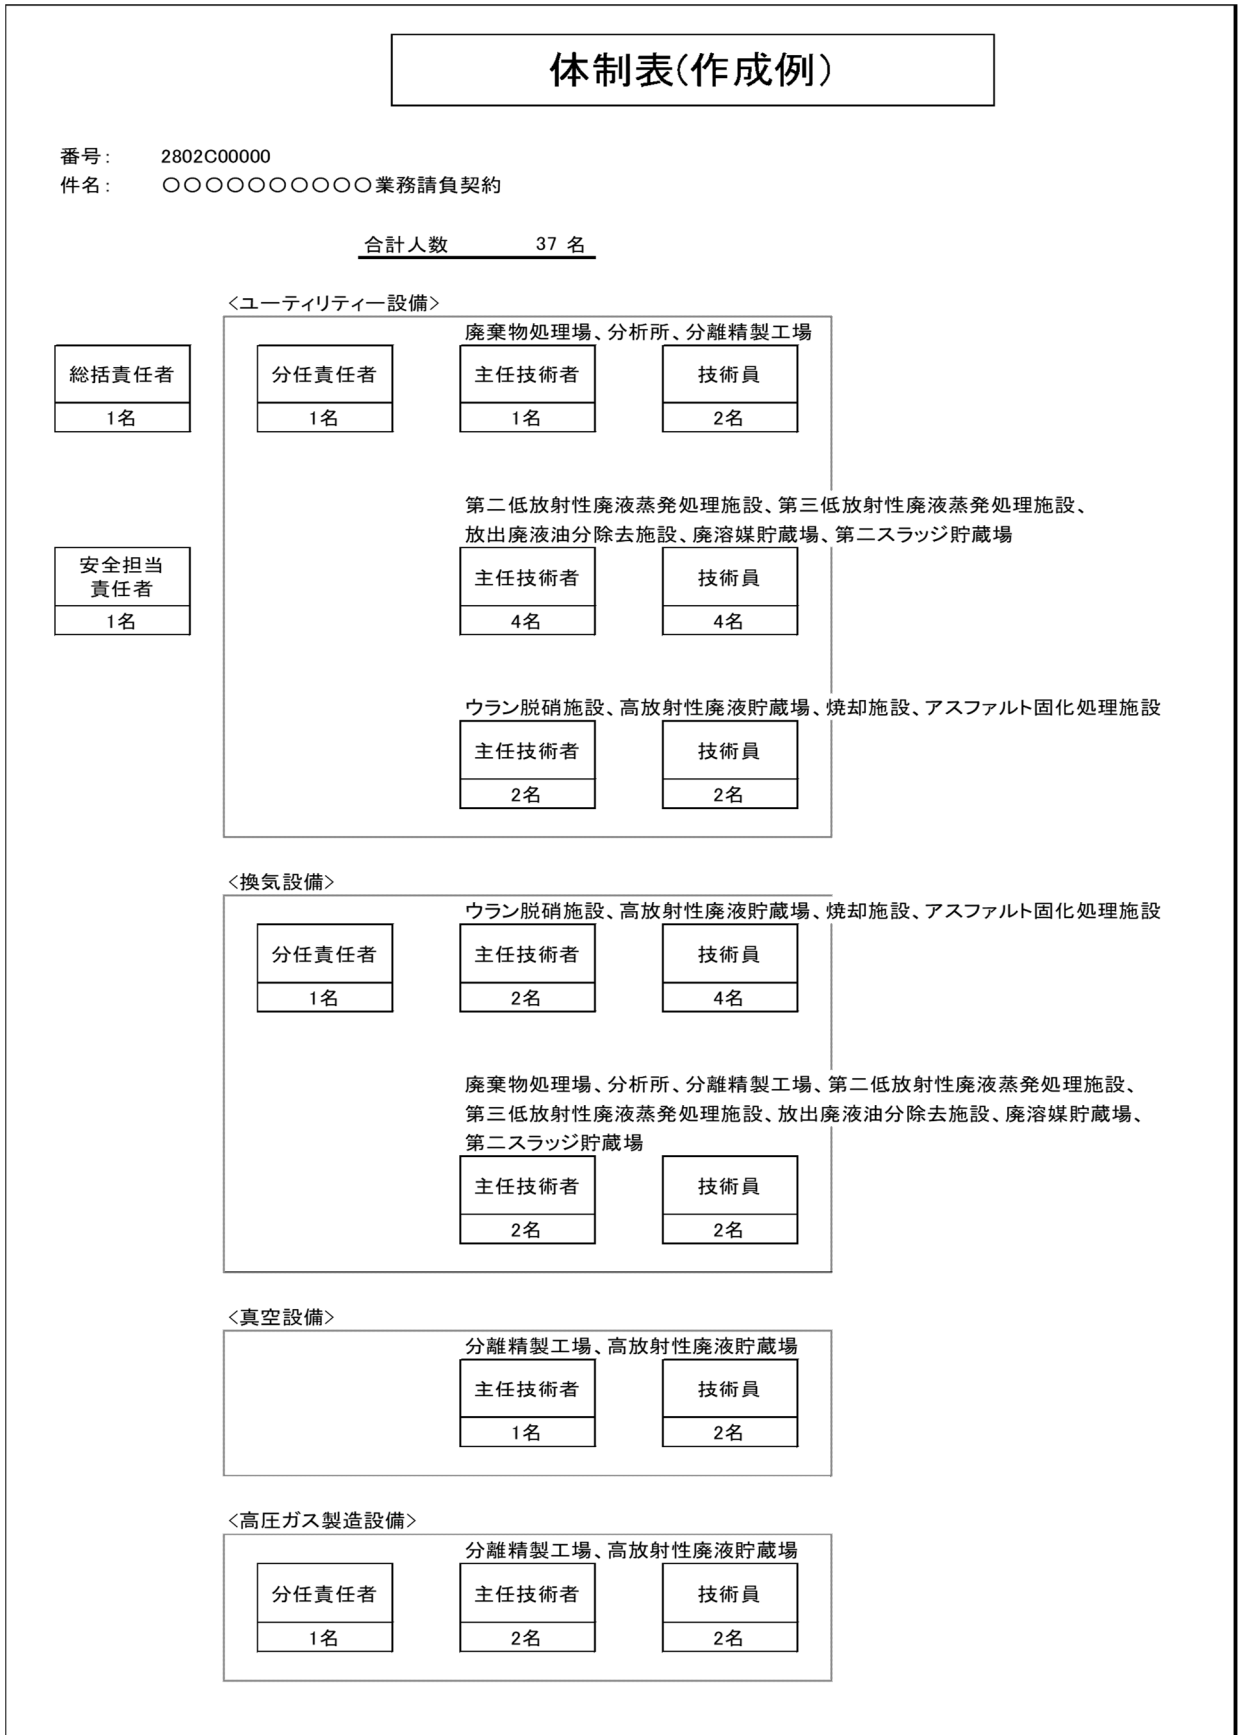 体制表(作成例)
番号： 2802C00000
件名： 〇〇〇〇〇〇〇〇〇〇業務請負契約
合計人数 37 名
<ユーティリティー設備>
廃棄物処理場、分析所、分離精製工場
総括責任者 分任責任者 主任技術者 技術員
1名 1名 1名 2名
第二低放射性廃液蒸発処理施設、第三低放射性廃液蒸発処理施設、
放出廃液油分除去施設、廃溶媒貯蔵場、第二スラッジ貯蔵場
安全担当
責任者
主任技術者 技術員
1名 4名 4名
ウラン脱硝施設、高放射性廃液貯蔵場、焼却施設、アスファルト固化処理施設
主任技術者 技術員
2名 2名
<換気設備>
ウラン脱硝施設、高放射性廃液貯蔵場、焼却施設、アスファルト固化処理施設
分任責任者 主任技術者 技術員
1名 2名 4名
廃棄物処理場、分析所、分離精製工場、第二低放射性廃液蒸発処理施設、
第三低放射性廃液蒸発処理施設、放出廃液油分除去施設、廃溶媒貯蔵場、
第二スラッジ貯蔵場
主任技術者 技術員
2名 2名
<真空設備>
分離精製工場、高放射性廃液貯蔵場
主任技術者 技術員
1名 2名
<高圧ガス製造設備>
分離精製工場、高放射性廃液貯蔵場
分任責任者 主任技術者 技術員
1名 2名 2名